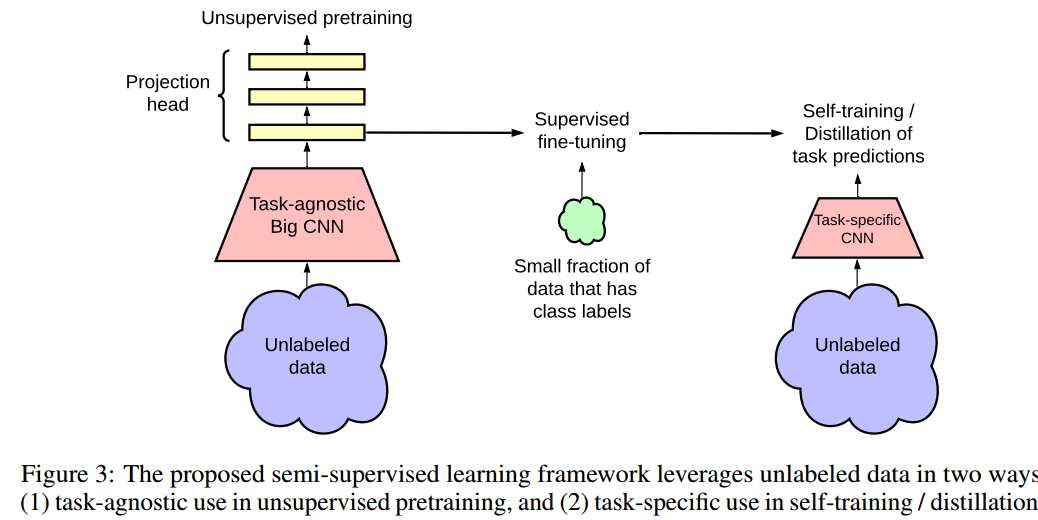 Unsupervised pretraining
Projection
head
Task-agnostic
Big CNN
Unlabeled
data
Supervised
fine-tuning
Small fraction of
data that has
class labels
Self-training /
Distillation of
task predictions
Task-specific
CNN
Unlabeled
data
Figure 3: The proposed semi-supervised learning framework leverages unlabeled data in two ways
(1) task-agnostic use in unsupervised pretraining, and (2) task-specific use in self-training / distillation